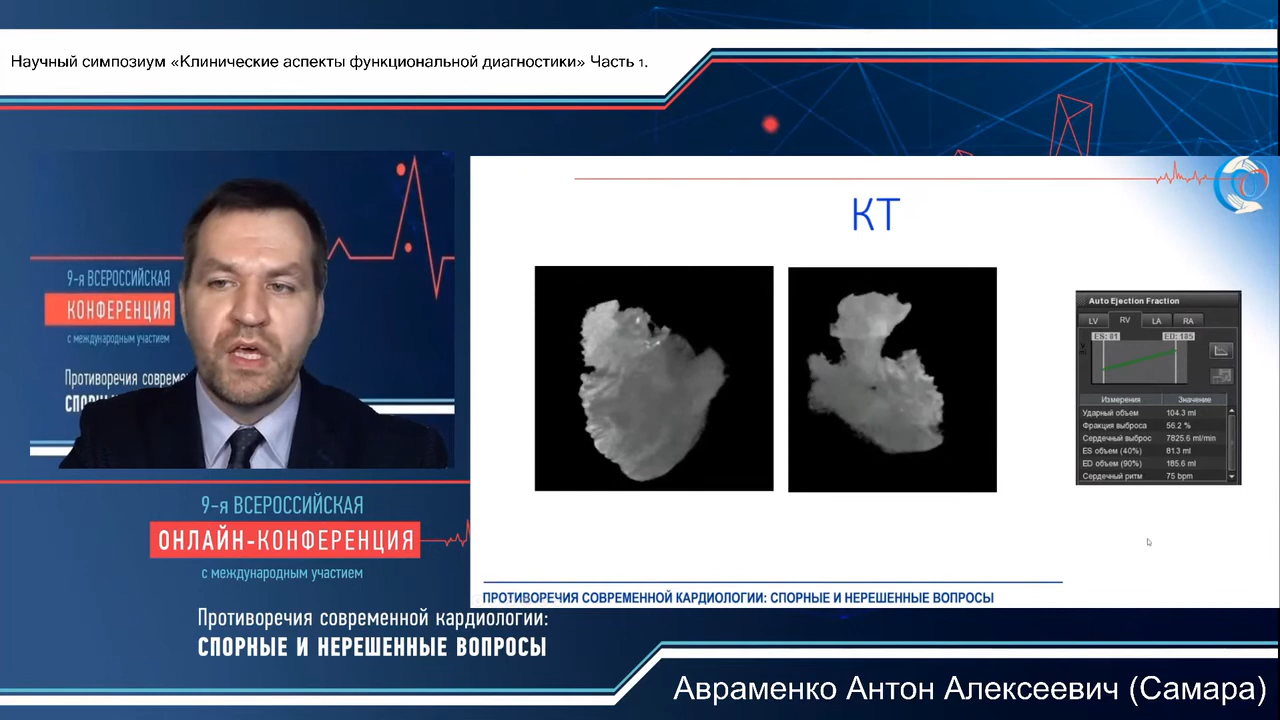 Научный симпозиум «Клинические аспекты функциональной диагностики» Часть 1.
9-я ВСЕРОССИЙСКАЯ
КОНФЕРЕНЦИЯ
с международным участием
Противоречия
КТ
Auto Ejection Fraction
LV RV LA RA
ES: 81 ED: 185
Измерения Значение
Ударный объем 104.3 ml
Фракция выброса 56.2 %
Сердечный выброс 7825.6 ml/min
ES объем (40%) 81.3 ml
ED объем (90%) 185.6 ml
Сердечный ритм 75 bpm
ПРОТИВОРЕЧИЯ СОВРЕМЕННОЙ КАРДИОЛОГИИ: СПОРНЫЕ И НЕРЕШЕННЫЕ ВОПРОСЫ
9-я ВСЕРОССИЙСКАЯ
ОНЛАЙН-КОНФЕРЕНЦИЯ
с международным участием
Противоречия современной кардиологии:
СПОРНЫЕ И НЕРЕШЕННЫЕ ВОПРОСЫ
Авраменко Антон Алексеевич (Самара)